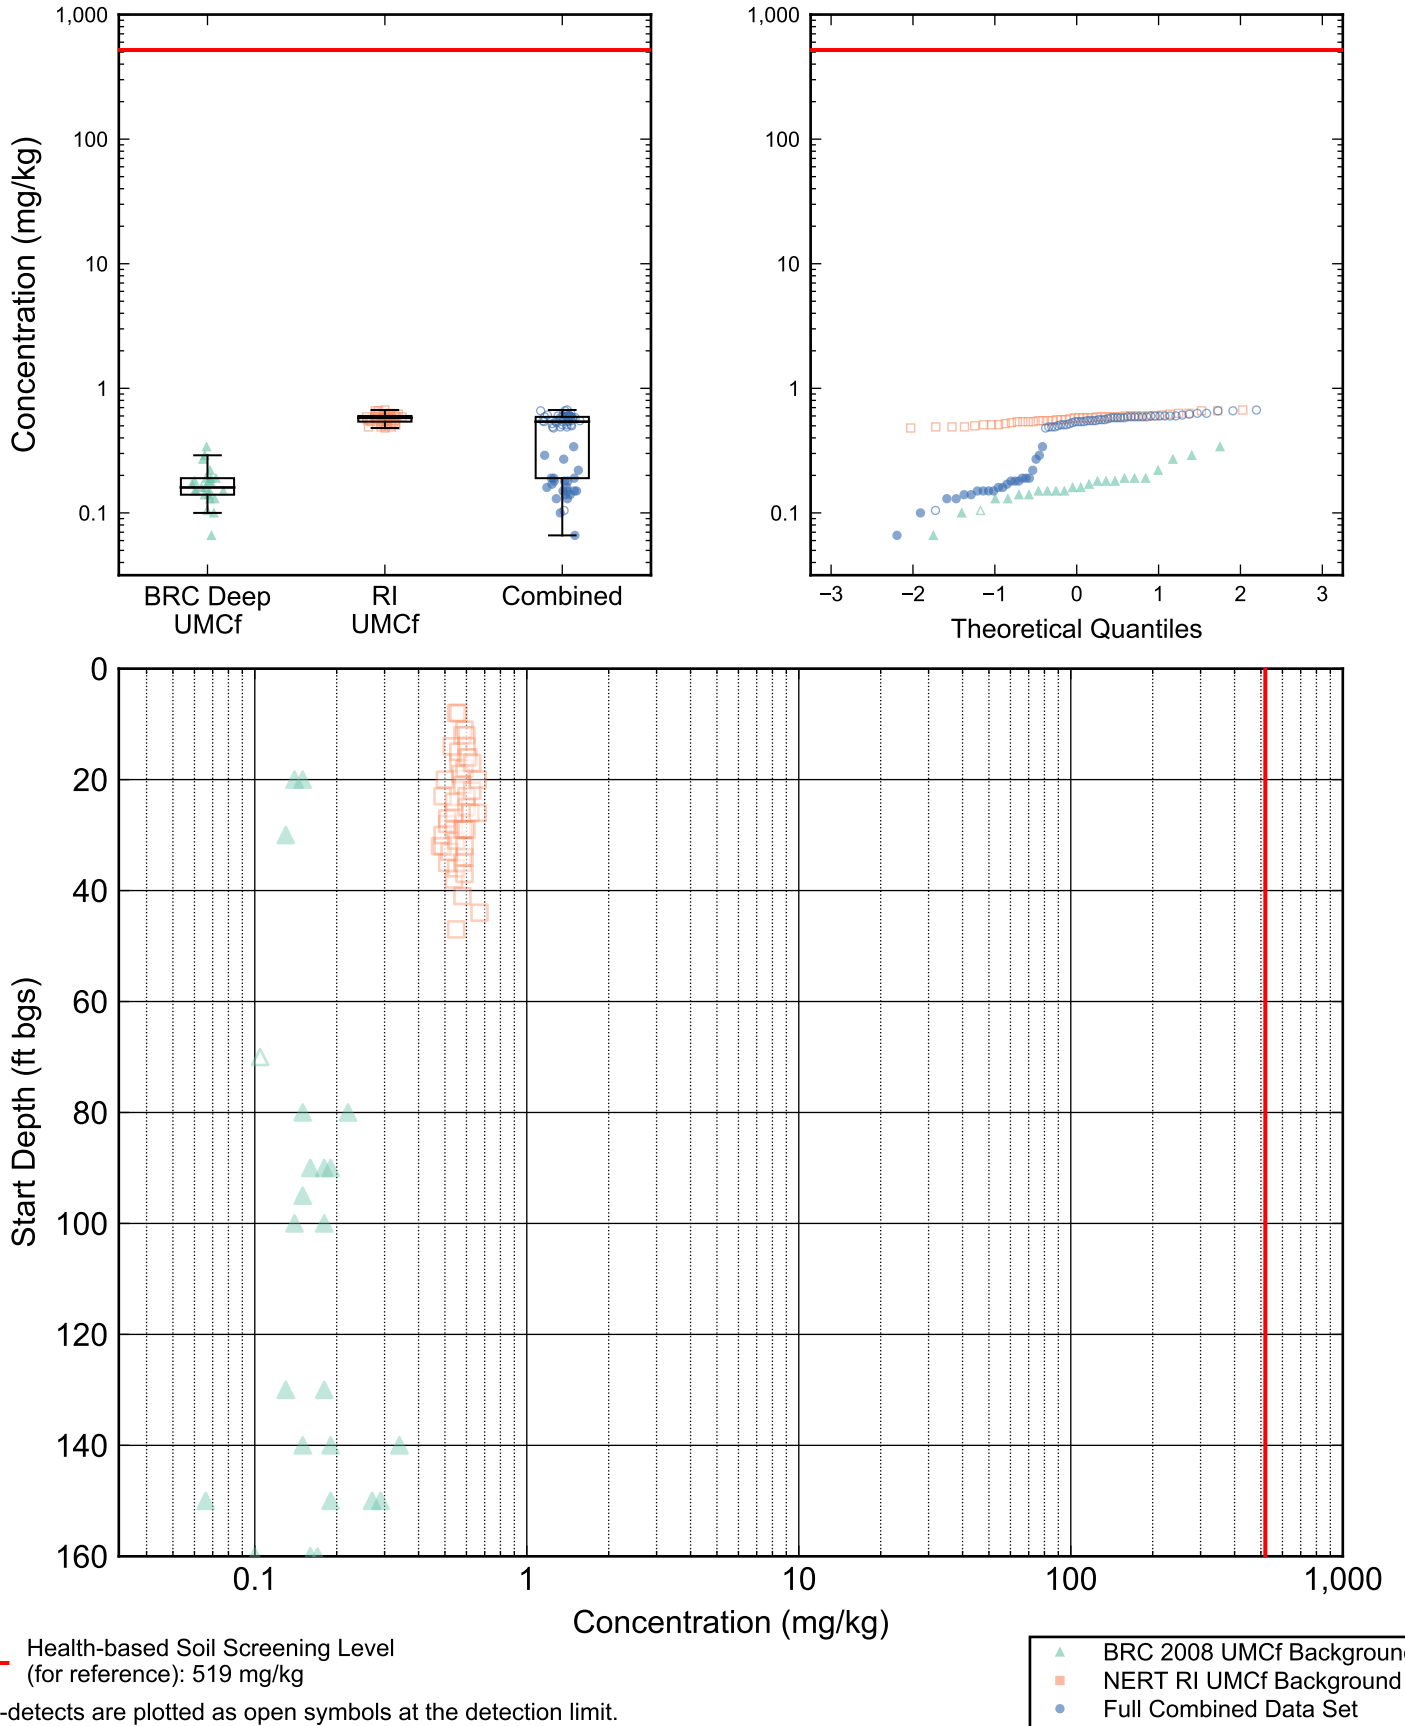 1,000
100
10
1
0.1
Concentration (mg/kg)
BRC Deep
UMCf
RI
UMCf
Combined
1,000
100
10
1
0.1
−3 −2 −1 0 1 2 3
Theoretical Quantiles
0
20
40
60
80
100
120
140
160
Start Depth (ft bgs)
0.1 1 10 100 1,000
Concentration (mg/kg)
Health-based Soil Screening Level
(for reference): 519 mg/kg
-detects are plotted as open symbols at the detection limit.
BRC 2008 UMCf Backgroun
NERT RI UMCf Background
Full Combined Data Set